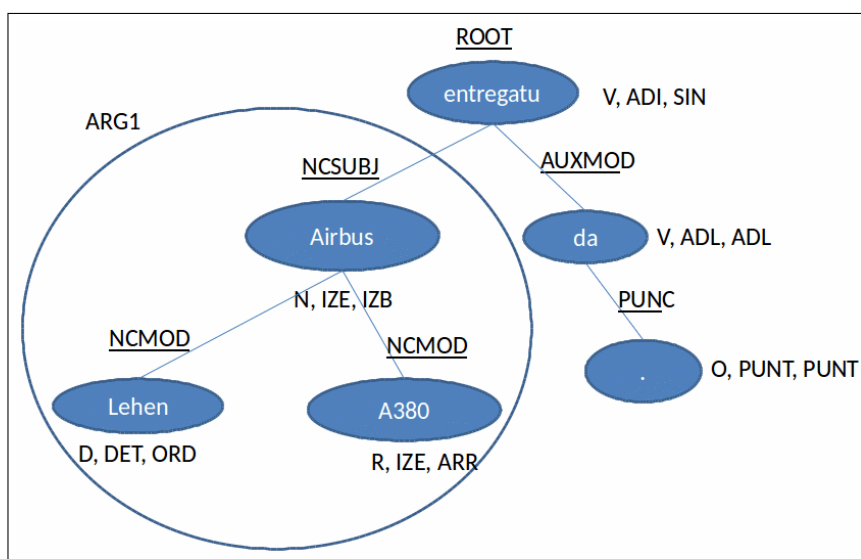 ROOT
entregatu
V, ADI, SIN
ARG1
NCSUBJ
AUXMOD
Airbus
da
V, ADL, ADL
N, IZE, IZB
PUNC
NCMOD
NCMOD
.
O, PUNT, PUNT
Lehen
A380
D, DET, ORD
R, IZE, ARR